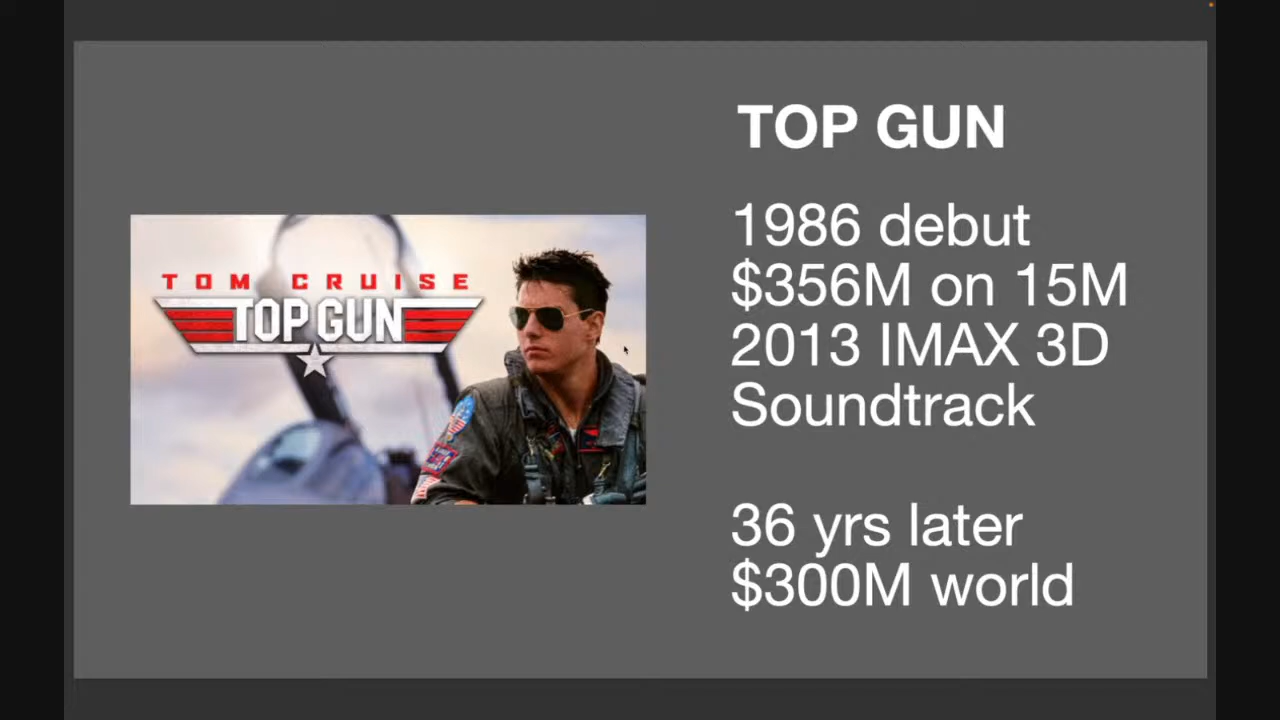 TOP GUN
1986 debut
$356M on 15M
2013 IMAX 3D
Soundtrack
36 yrs later
$300M world
TOM CRUISE
TOP GUN